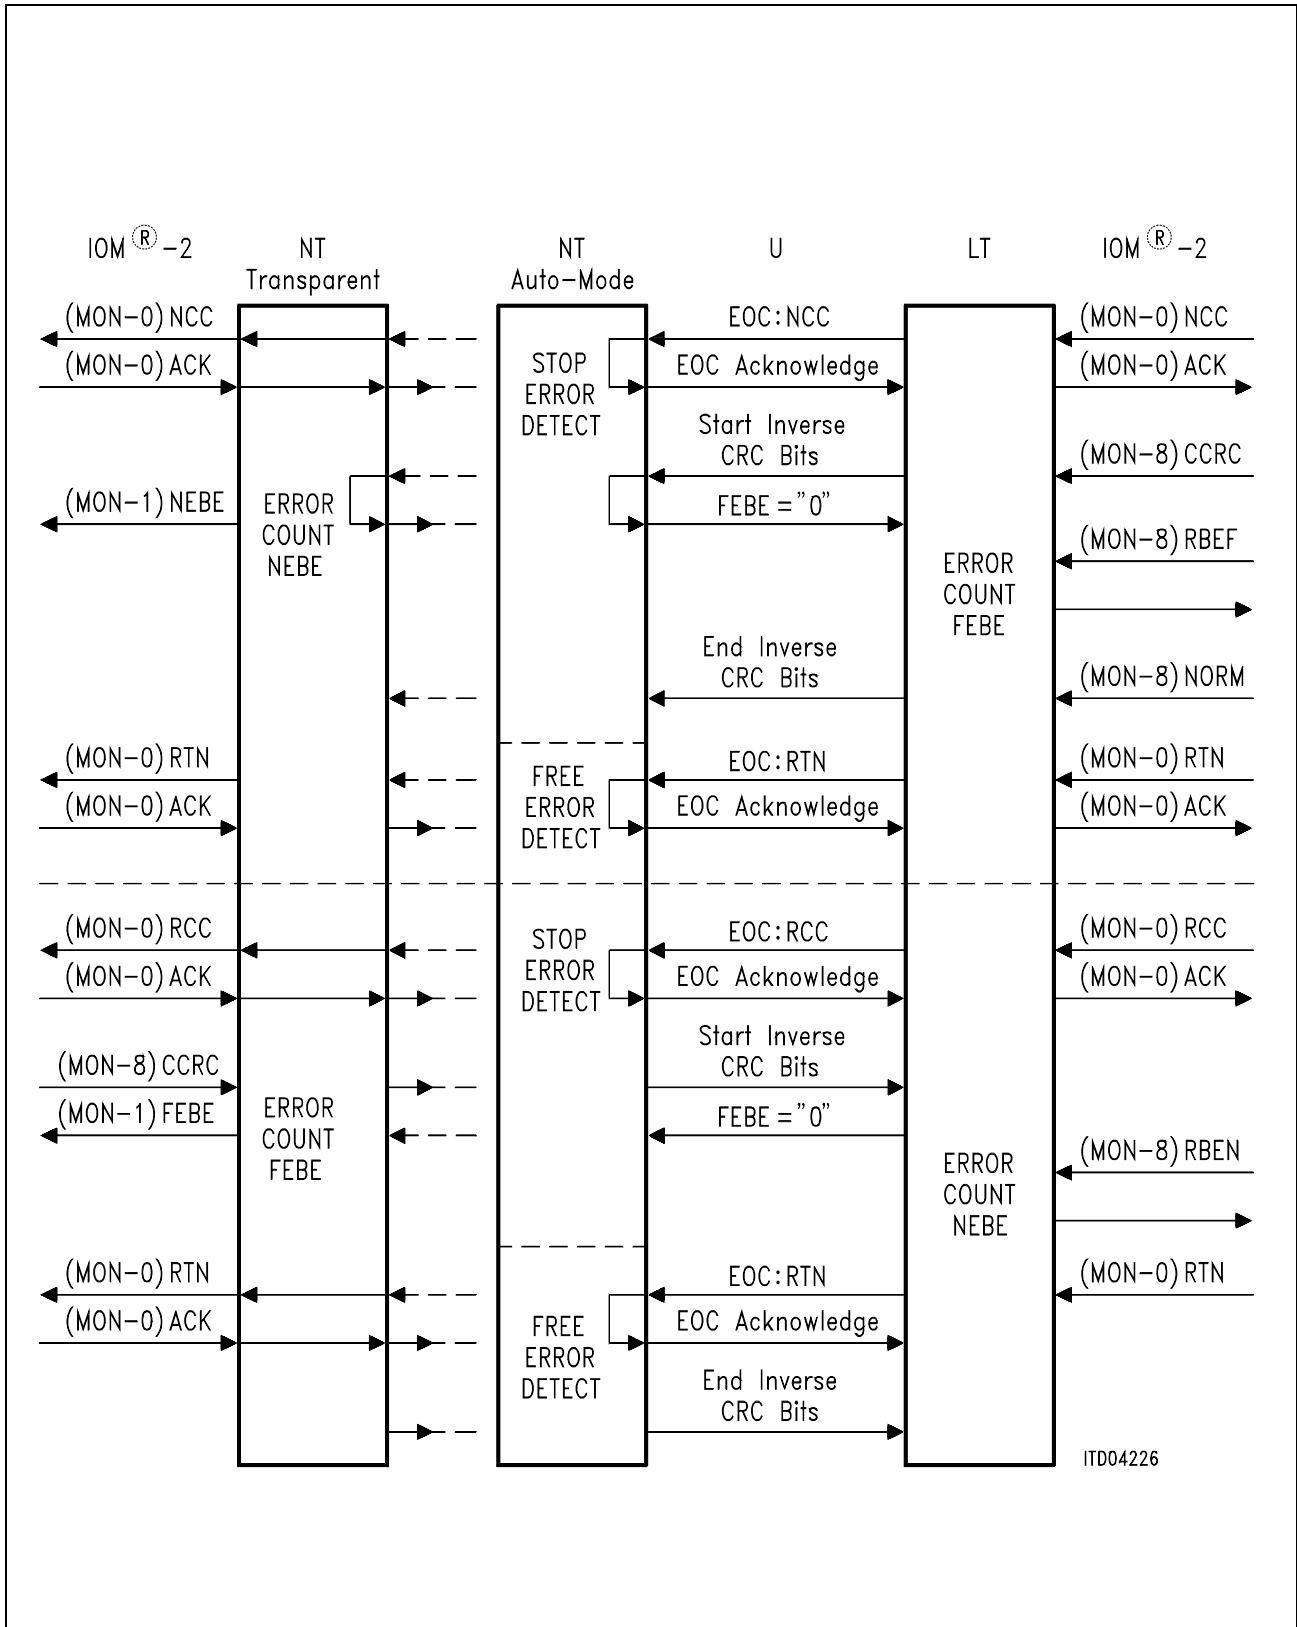 IOM®-2 NT NT U LT IOM®-2
Transparent Auto-Mode
(MON-0) NCC EOC:NCC (MON-0) NCC
(MON-0) ACK STOP EOC Acknowledge (MON-0) ACK
ERROR
DETECT
Start Inverse
CRC Bits (MON-8) CCRC
(MON-1) NEBE ERROR FEBE="0"
COUNT (MON-8) RBEF
NEBE ERROR
COUNT
FEBE
End Inverse
CRC Bits (MON-8) NORM
(MON-0) RTN FREE EOC:RTN (MON-0) RTN
(MON-0) ACK ERROR EOC Acknowledge (MON-0) ACK
DETECT
(MON-0) RCC STOP EOC:RCC (MON-0) RCC
(MON-0) ACK ERROR EOC Acknowledge (MON-0) ACK
DETECT
Start Inverse
(MON-8) CCRC CRC Bits
(MON-1) FEBE ERROR FEBE="0"
COUNT (MON-8) RBEN
FEBE ERROR
COUNT
NEBE
(MON-0) RTN EOC:RTN (MON-0) RTN
(MON-0) ACK FREE EOC Acknowledge
ERROR
DETECT End Inverse
CRC Bits
ITD04226